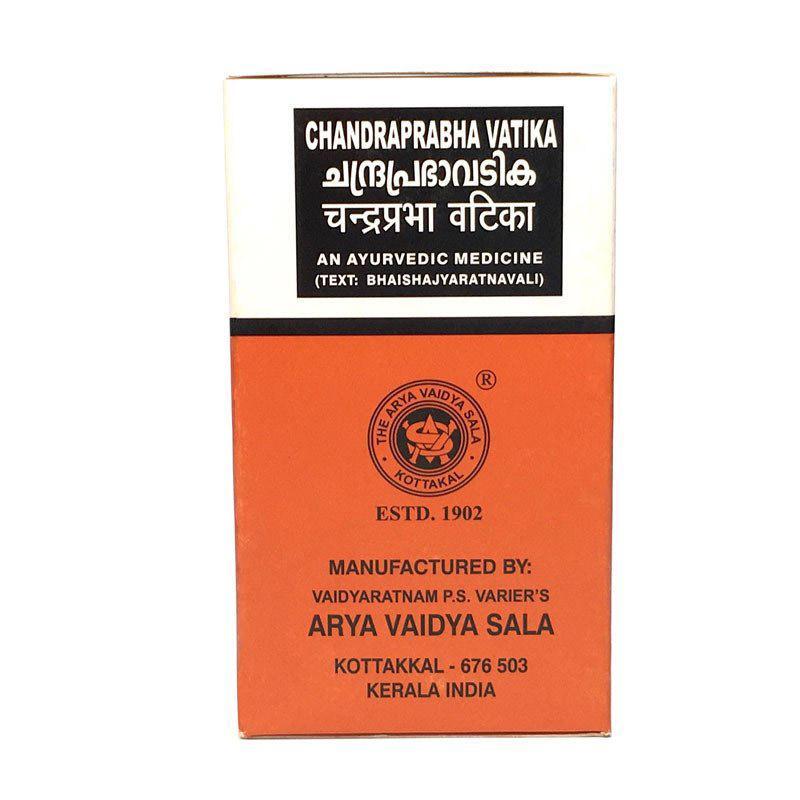 CHANDRAPRABHA VATIKA
ചന്ദ്രപ്രഭാവടിക
चन्द्रप्रभा वटिका
AN AYURVEDIC MEDICINE
(TEXT: BHAISHAJYARATNAVALI)
®
THE ARYA VAIDYA SALA
• KOTTAKAL •
ESTD. 1902
MANUFACTURED BY:
VAIDYARATNAM P.S. VARIER'S
ARYA VAIDYA SALA
KOTTAKKAL - 676 503
KERALA INDIA